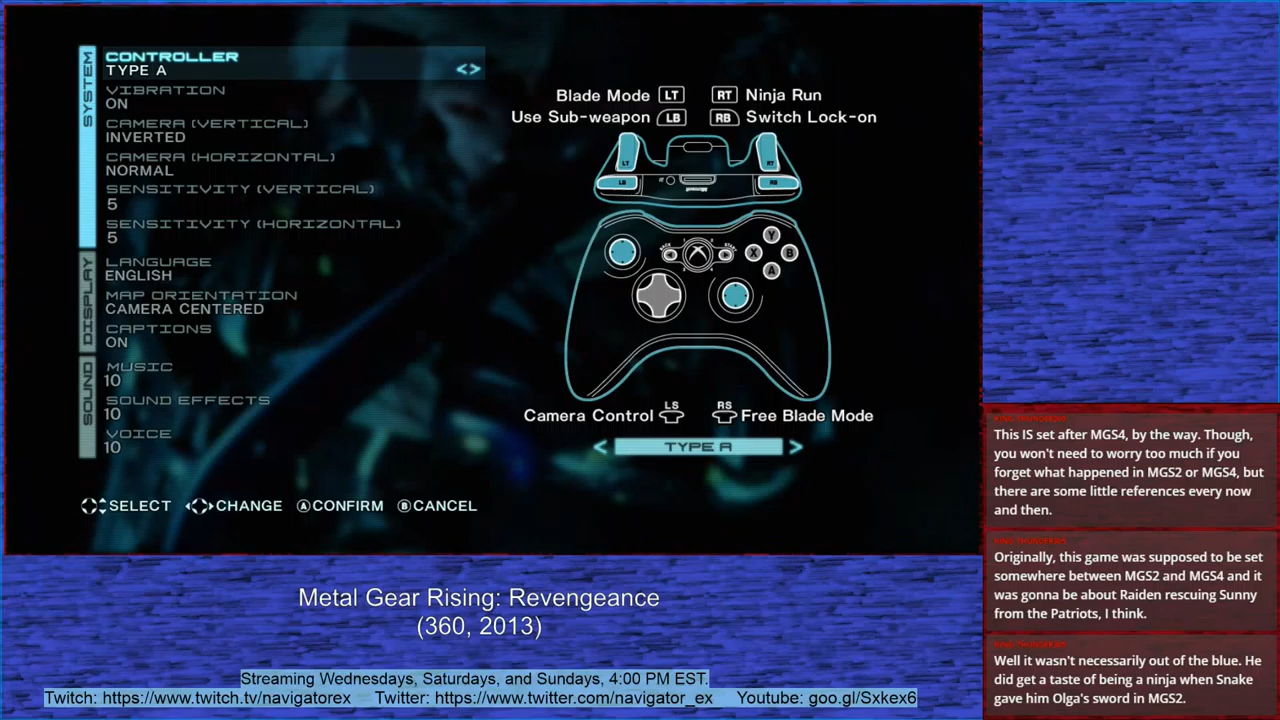 SYSTEM
CONTROLLER
TYPE A
<>
VIBRATION
ON
CAMERA (VERTICAL)
INVERTED
CAMERA (HORIZONTAL)
NORMAL
SENSITIVITY (VERTICAL)
5
SENSITIVITY (HORIZONTAL)
5
DISPLAY
LANGUAGE
ENGLISH
MAP ORIENTATION
CAMERA CENTERED
CAPTIONS
ON
SOUND
MUSIC
10
SOUND EFFECTS
10
VOICE
10
Blade Mode LT RT Ninja Run
Use Sub-weapon LB RB Switch Lock-on
LT RT
LB RB
Microsoft
BACK START
Y
X B
A
LS RS
Camera Control Free Blade Mode
< TYPE A >
SELECT CHANGE A CONFIRM B CANCEL
Metal Gear Rising: Revengeance
(360, 2013)
Streaming Wednesdays, Saturdays, and Sundays, 4:00 PM EST.
Twitch: https://www.twitch.tv/navigatorex Twitter: https://www.twitter.com/navigator_ex Youtube: goo.gl/Sxkex6
This IS set after MGS4, by the way. Though,
you won't need to worry too much if you
forget what happened in MGS2 or MGS4, but
there are some little references every now
and then.
Originally, this game was supposed to be set
somewhere between MGS2 and MGS4 and it
was gonna be about Raiden rescuing Sunny
from the Patriots, I think.
Well it wasn't necessarily out of the blue. He
did get a taste of being a ninja when Snake
gave him Olga's sword in MGS2.